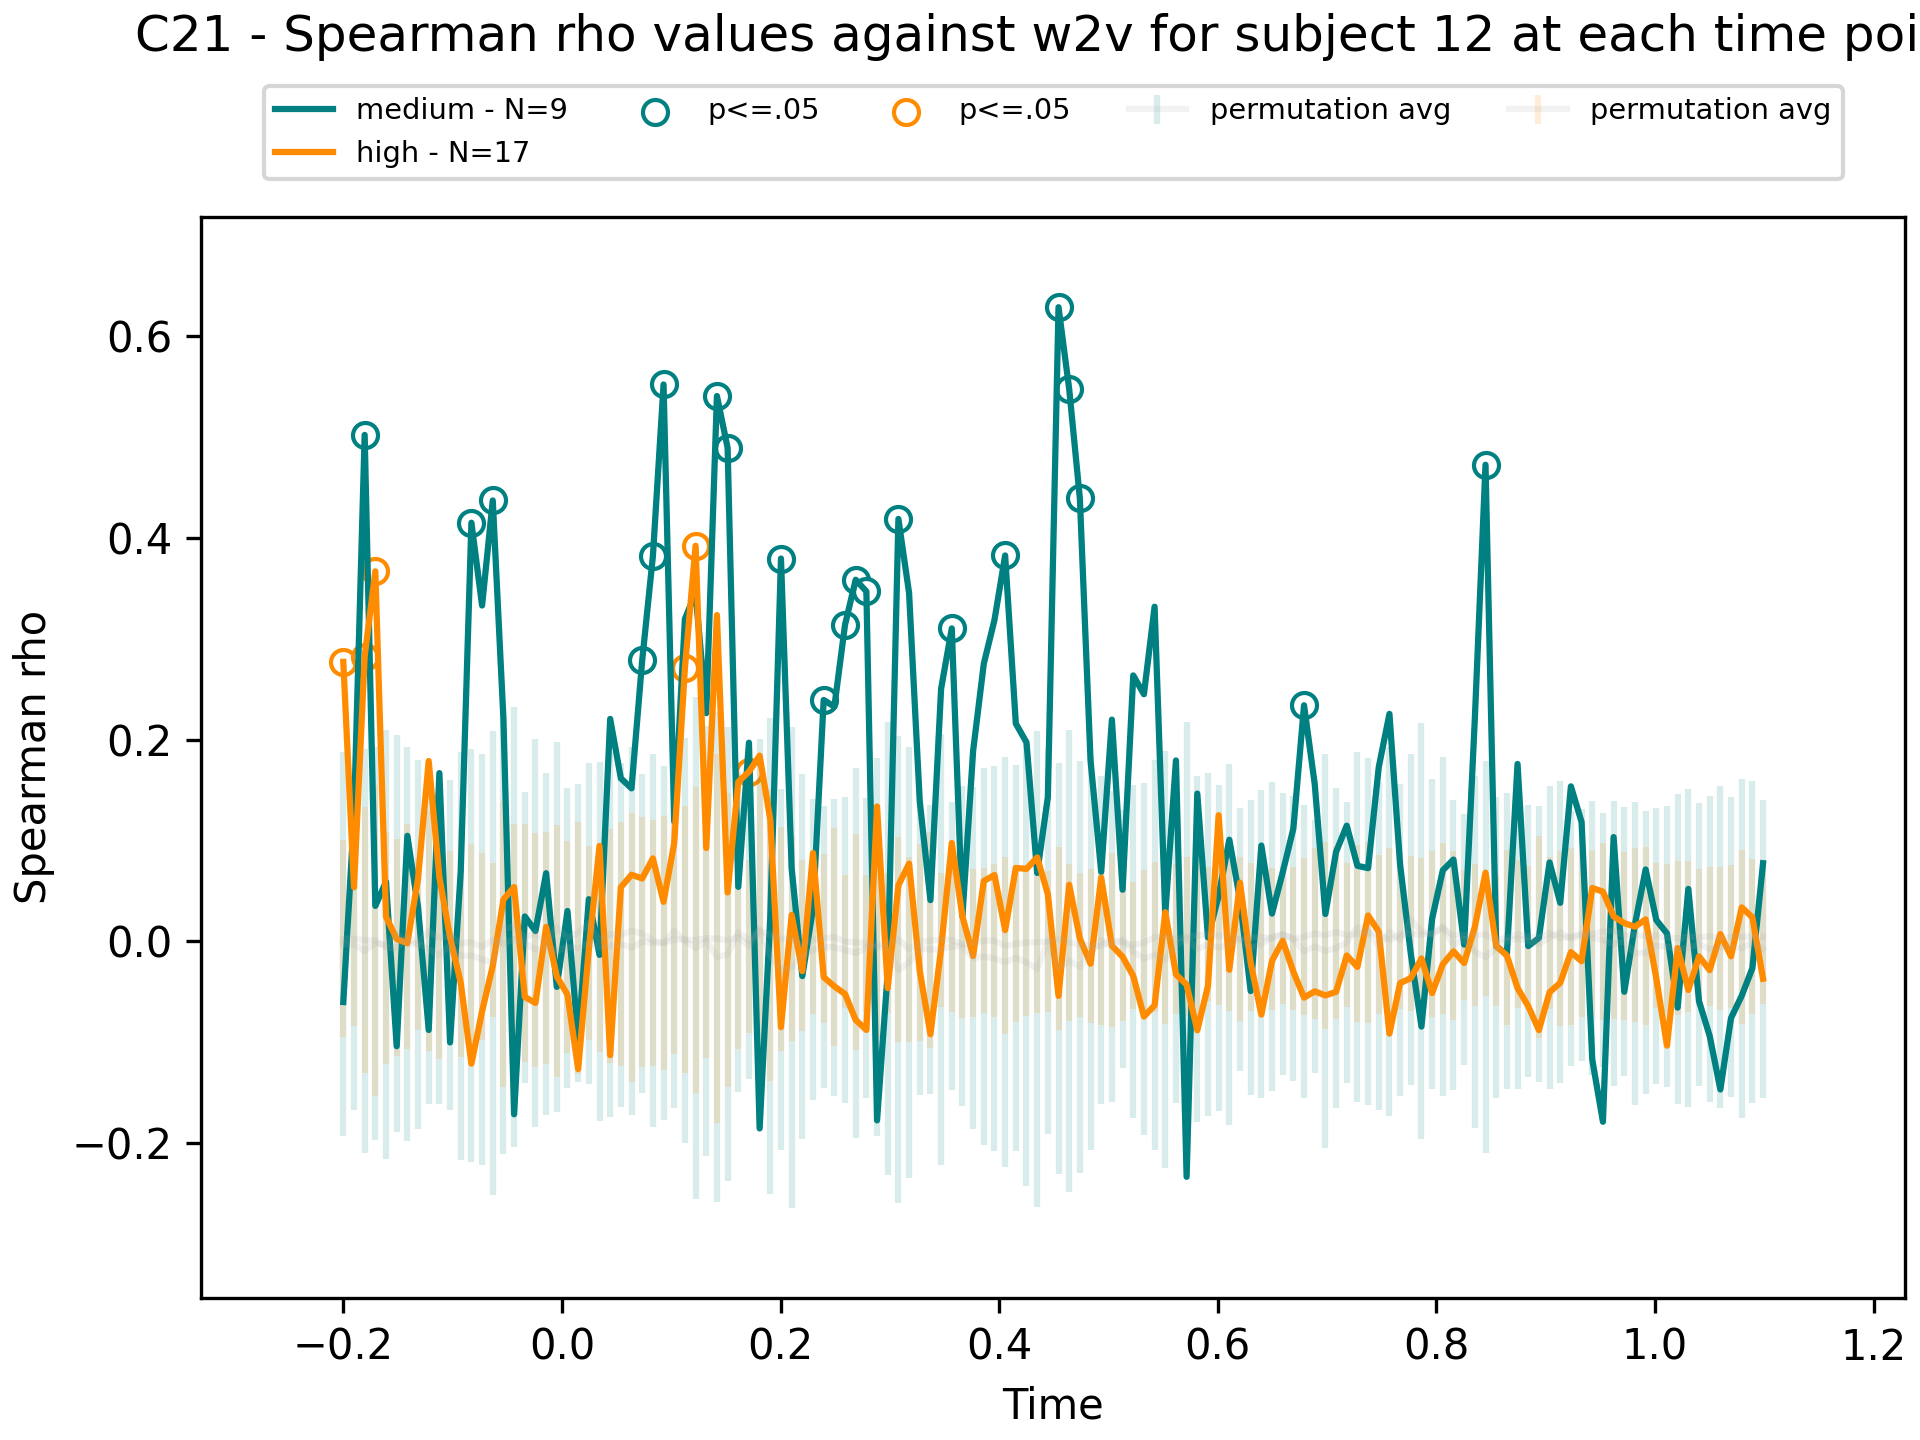 C21 - Spearman rho values against w2v for subject 12 at each time poi
medium - N=9
high - N=17
p<=.05
p<=.05
permutation avg
permutation avg
Spearman rho
0.6
0.4
0.2
0.0
−0.2
−0.2 0.0 0.2 0.4 0.6 0.8 1.0 1.2
Time